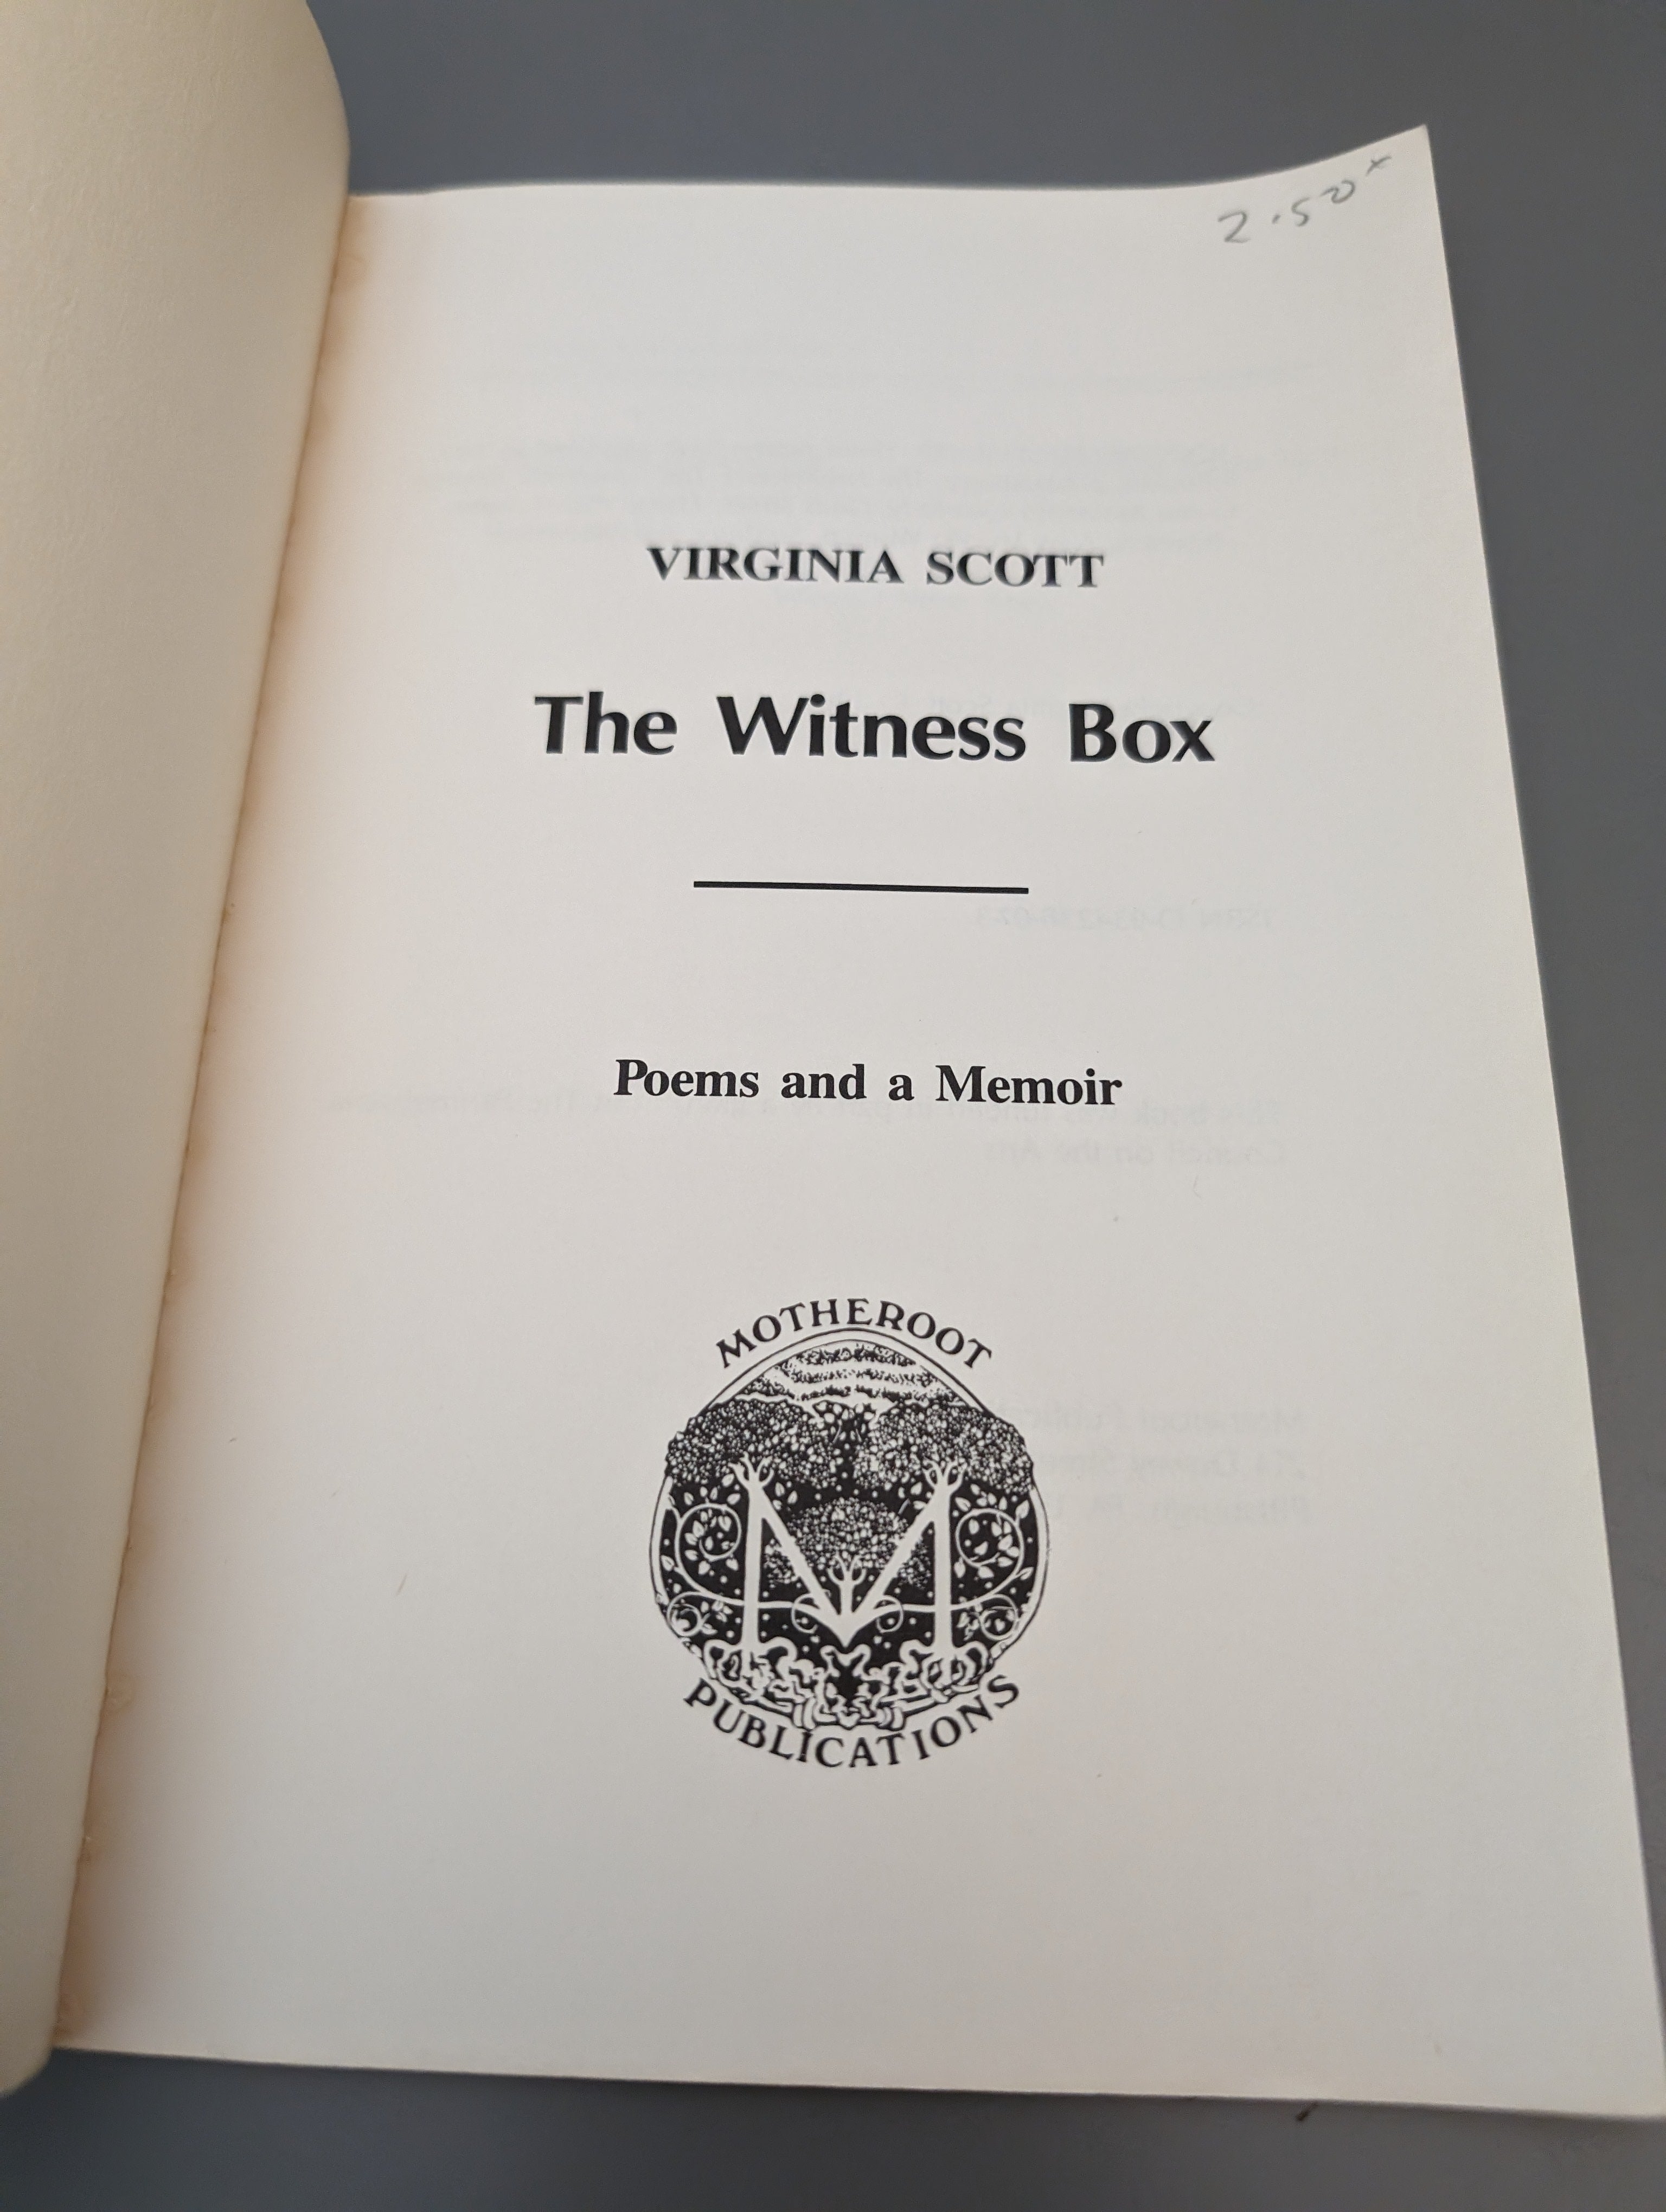 2.50
VIRGINIA SCOTT
The Witness Box
Poems and a Memoir
MOTHEROOT
M
PUBLICATIONS